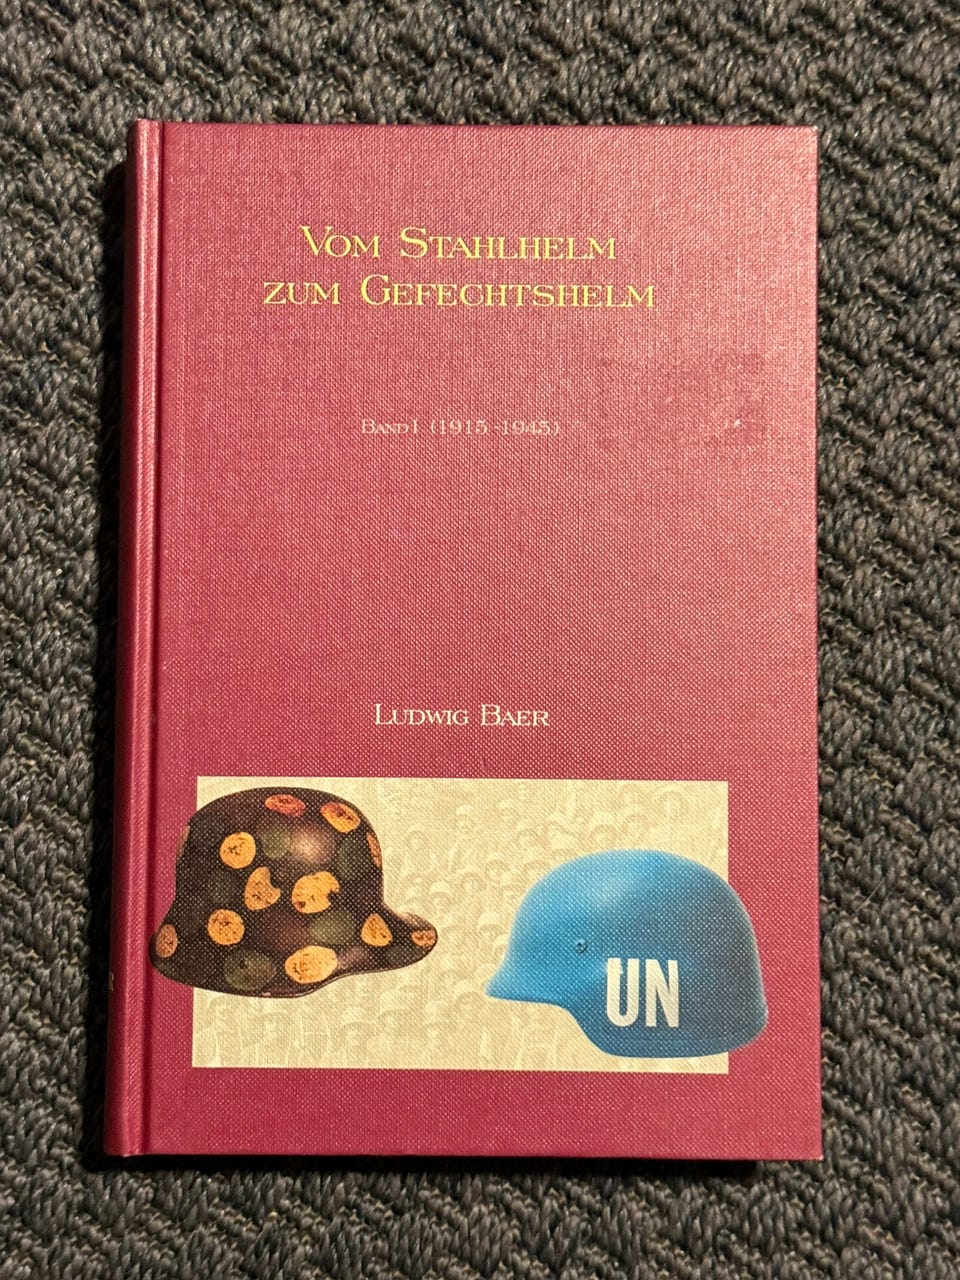 Vom Stahlhelm
zum Gefechtshelm
Band I (1915-1945)
Ludwig Baer
UN